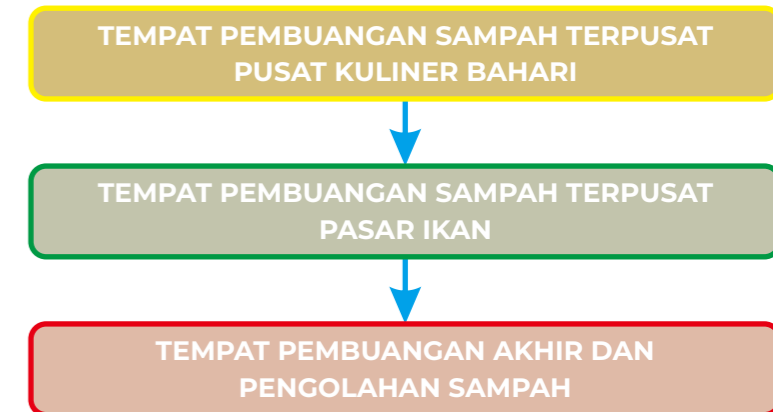 TEMPAT PEMBUANGAN SAMPAH TERPUSAT
PUSAT KULINER BAHARI
TEMPAT PEMBUANGAN SAMPAH TERPUSAT
PASAR IKAN
TEMPAT PEMBUANGAN AKHIR DAN
PENGOLAHAN SAMPAH